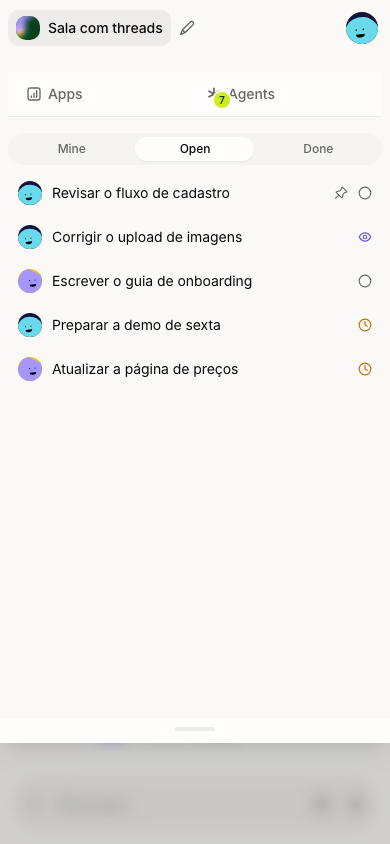 Sala com threads
Apps
7
Agents
Mine
Open
Done
Revisar o fluxo de cadastro
Corrigir o upload de imagens
Escrever o guia de onboarding
Preparar a demo de sexta
Atualizar a página de preços